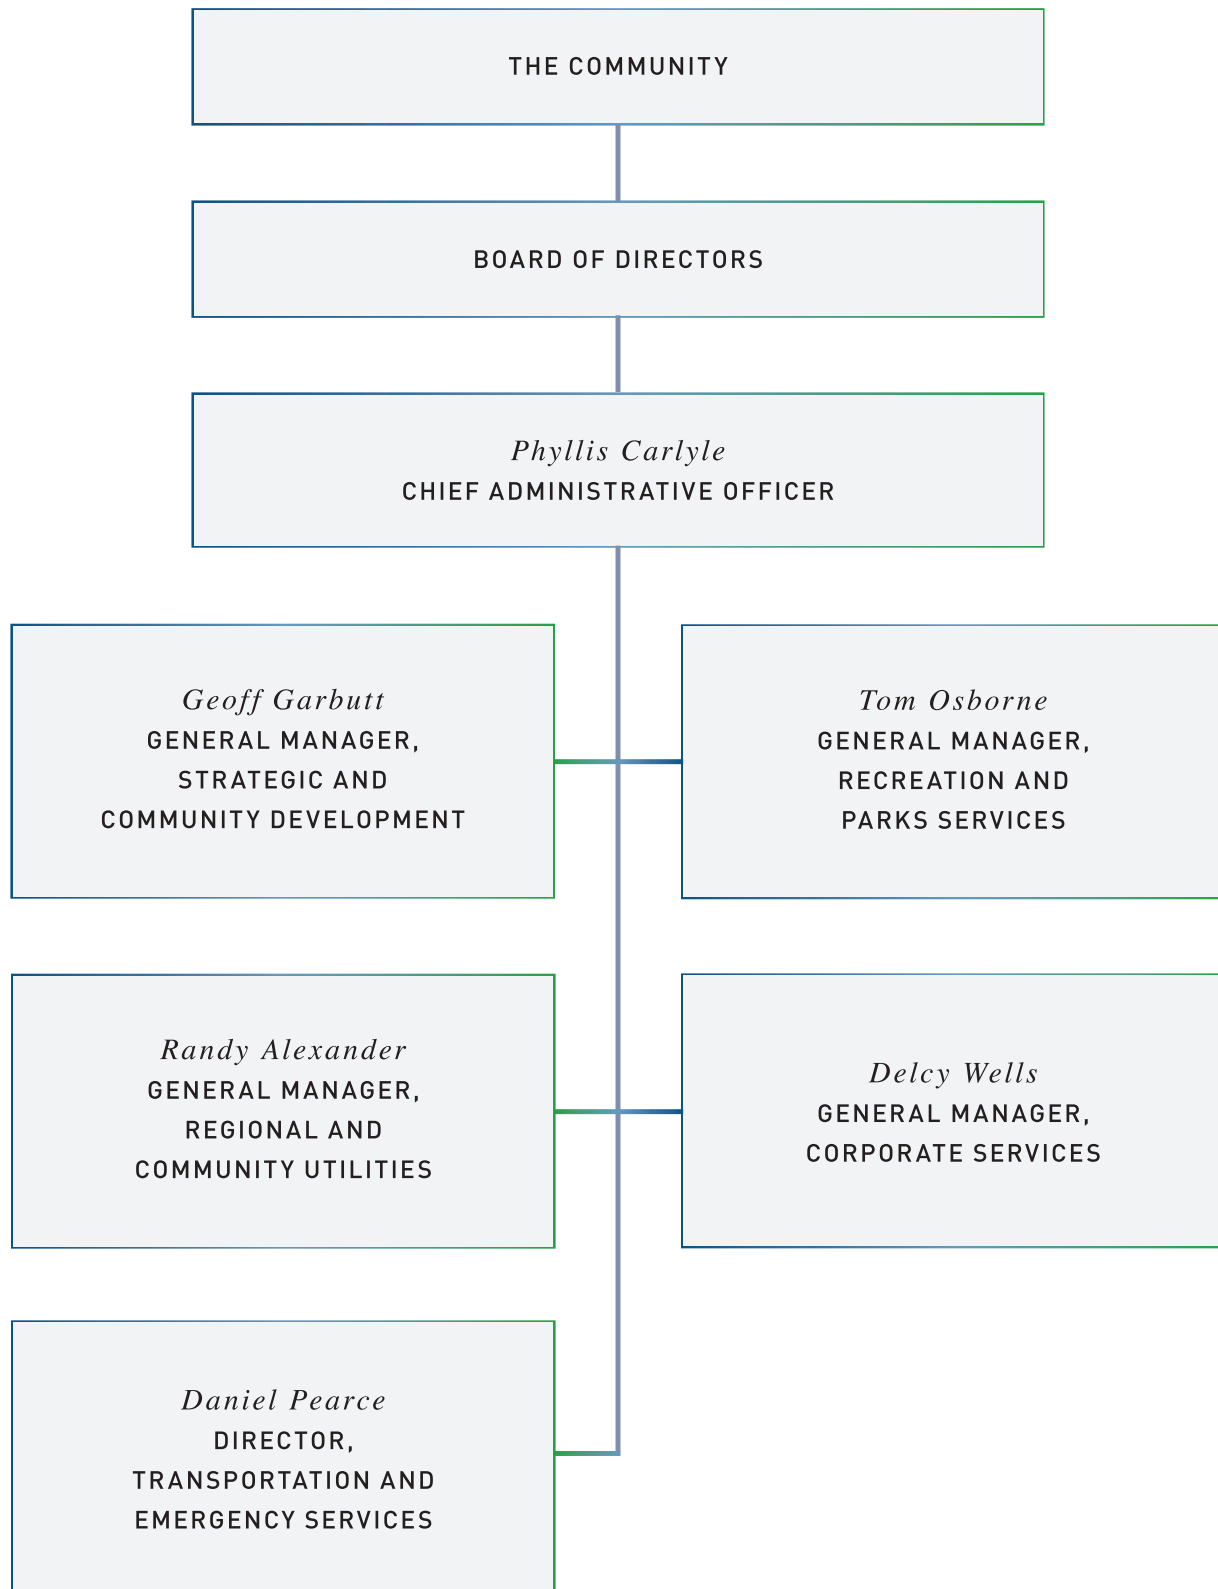 THE COMMUNITY
BOARD OF DIRECTORS
Phyllis Carlyle
CHIEF ADMINISTRATIVE OFFICER
Geoff Garbutt
GENERAL MANAGER,
STRATEGIC AND
COMMUNITY DEVELOPMENT
Tom Osborne
GENERAL MANAGER,
RECREATION AND
PARKS SERVICES
Randy Alexander
GENERAL MANAGER,
REGIONAL AND
COMMUNITY UTILITIES
Delcy Wells
GENERAL MANAGER,
CORPORATE SERVICES
Daniel Pearce
DIRECTOR,
TRANSPORTATION AND
EMERGENCY SERVICES